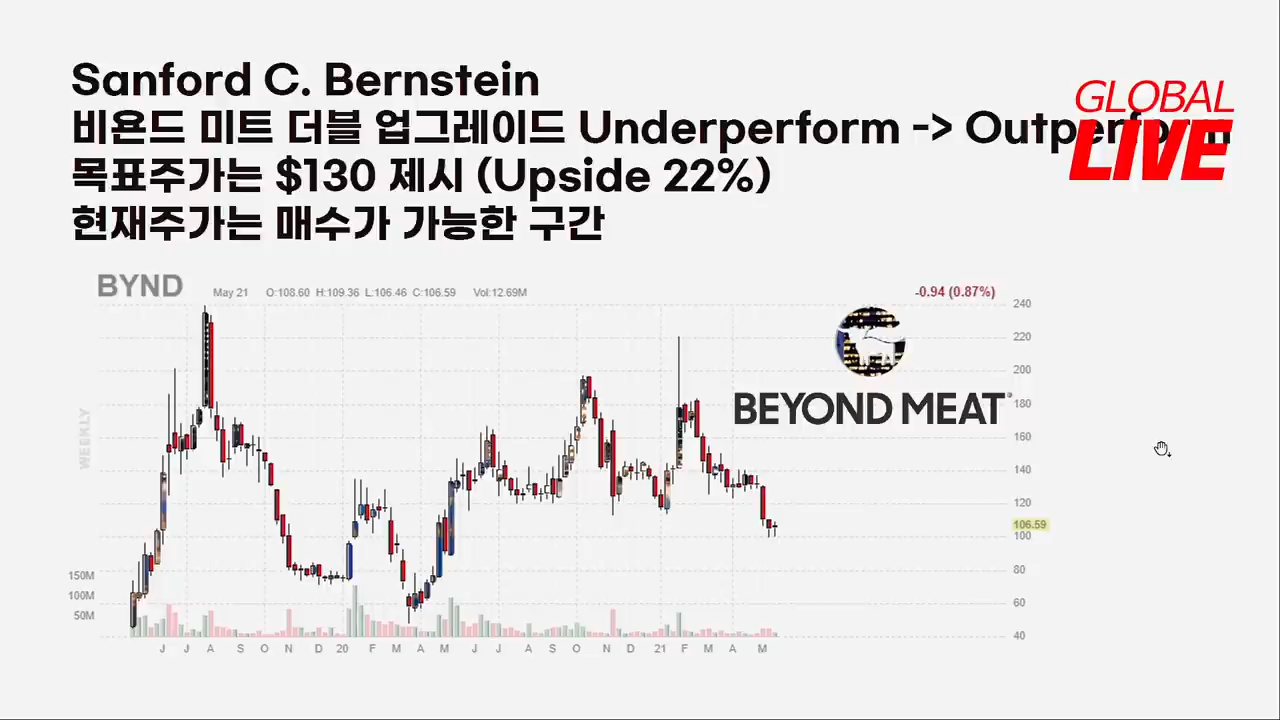 Sanford C. Bernstein
비욘드 미트 더블 업그레이드 Underperform -> Outperform
목표주가는 $130 제시 (Upside 22%)
현재주가는 매수가 가능한 구간
GLOBAL
LIVE
BYND
May 21 O:108.60 H:109.36 L:106.46 C:106.59 Vol:12.69M
-0.94 (0.87%)
BEYOND MEAT
WEEKLY
240
220
200
180
160
140
120
106.59
100
80
60
40
150M
100M
50M
J J A S O N D 20 F M A M J J A S O N D 21 F M A M